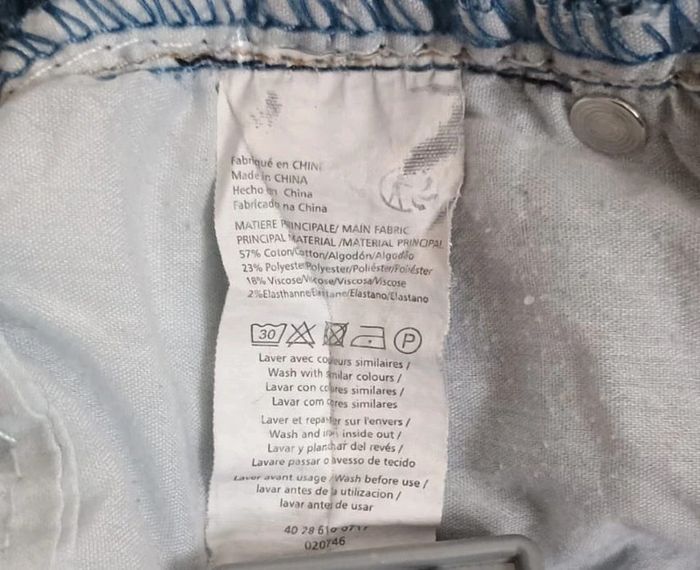 Fabriqué en CHINE
Made in CHINA
Hecho en China
Fabricado na China
MATIERE PRINCIPALE/ MAIN FABRIC
PRINCIPAL MATERIAL /MATERIAL PRINCIPAL
57% Coton/Cotton/Algodón/Algodão
23% Polyester/Polyester/Poliéster/Poliéster
18% Viscose/Viscose/Viscosa/Viscose
2%Elasthanne/Elastane/Elastano/Elastano
30 P
Laver avec couleurs similaires /
Wash with similar colours /
Lavar con colores similares /
Lavar com cores similares
Laver et repasser sur l'envers /
Wash and iron inside out /
Lavar y planchar del revés /
Lavare passar o avesso de tecido
Laver avant usage / Wash before use /
lavar antes de la utilizacion /
lavar antes de usar
40 28
020746